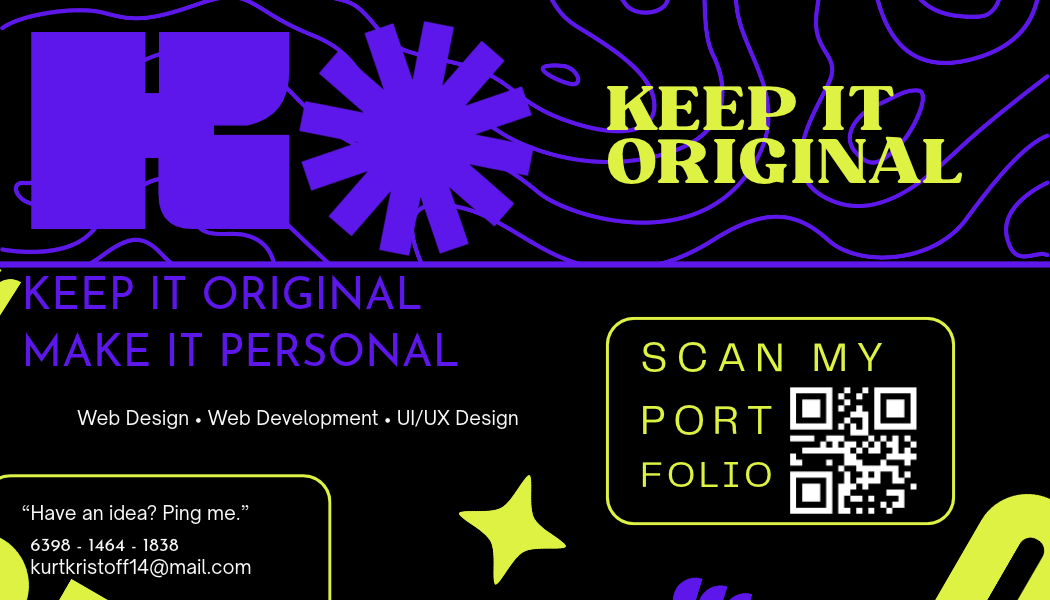 KEEP IT
ORIGINAL
KEEP IT ORIGINAL
MAKE IT PERSONAL
Web Design • Web Development • UI/UX Design
SCAN MY
PORT
FOLIO
“Have an idea? Ping me.”
6398 - 1464 - 1838
kurtkristoff14@mail.com